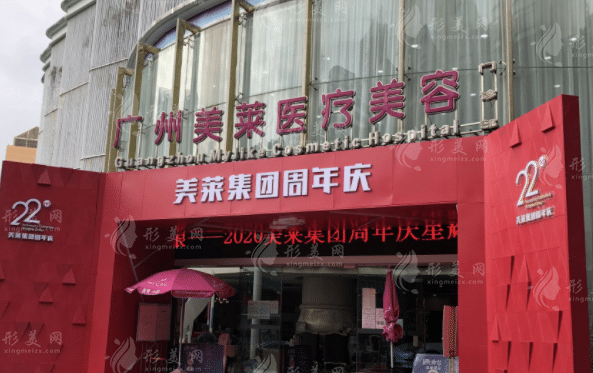 广州美莱医疗美容
Guangzhou Mylike Cosmetic Hospital
美莱集团周年庆
22
美莱集团周年庆
22
美莱集团周年庆
2020美莱集团周年庆星
形美网
xingmeizx.com